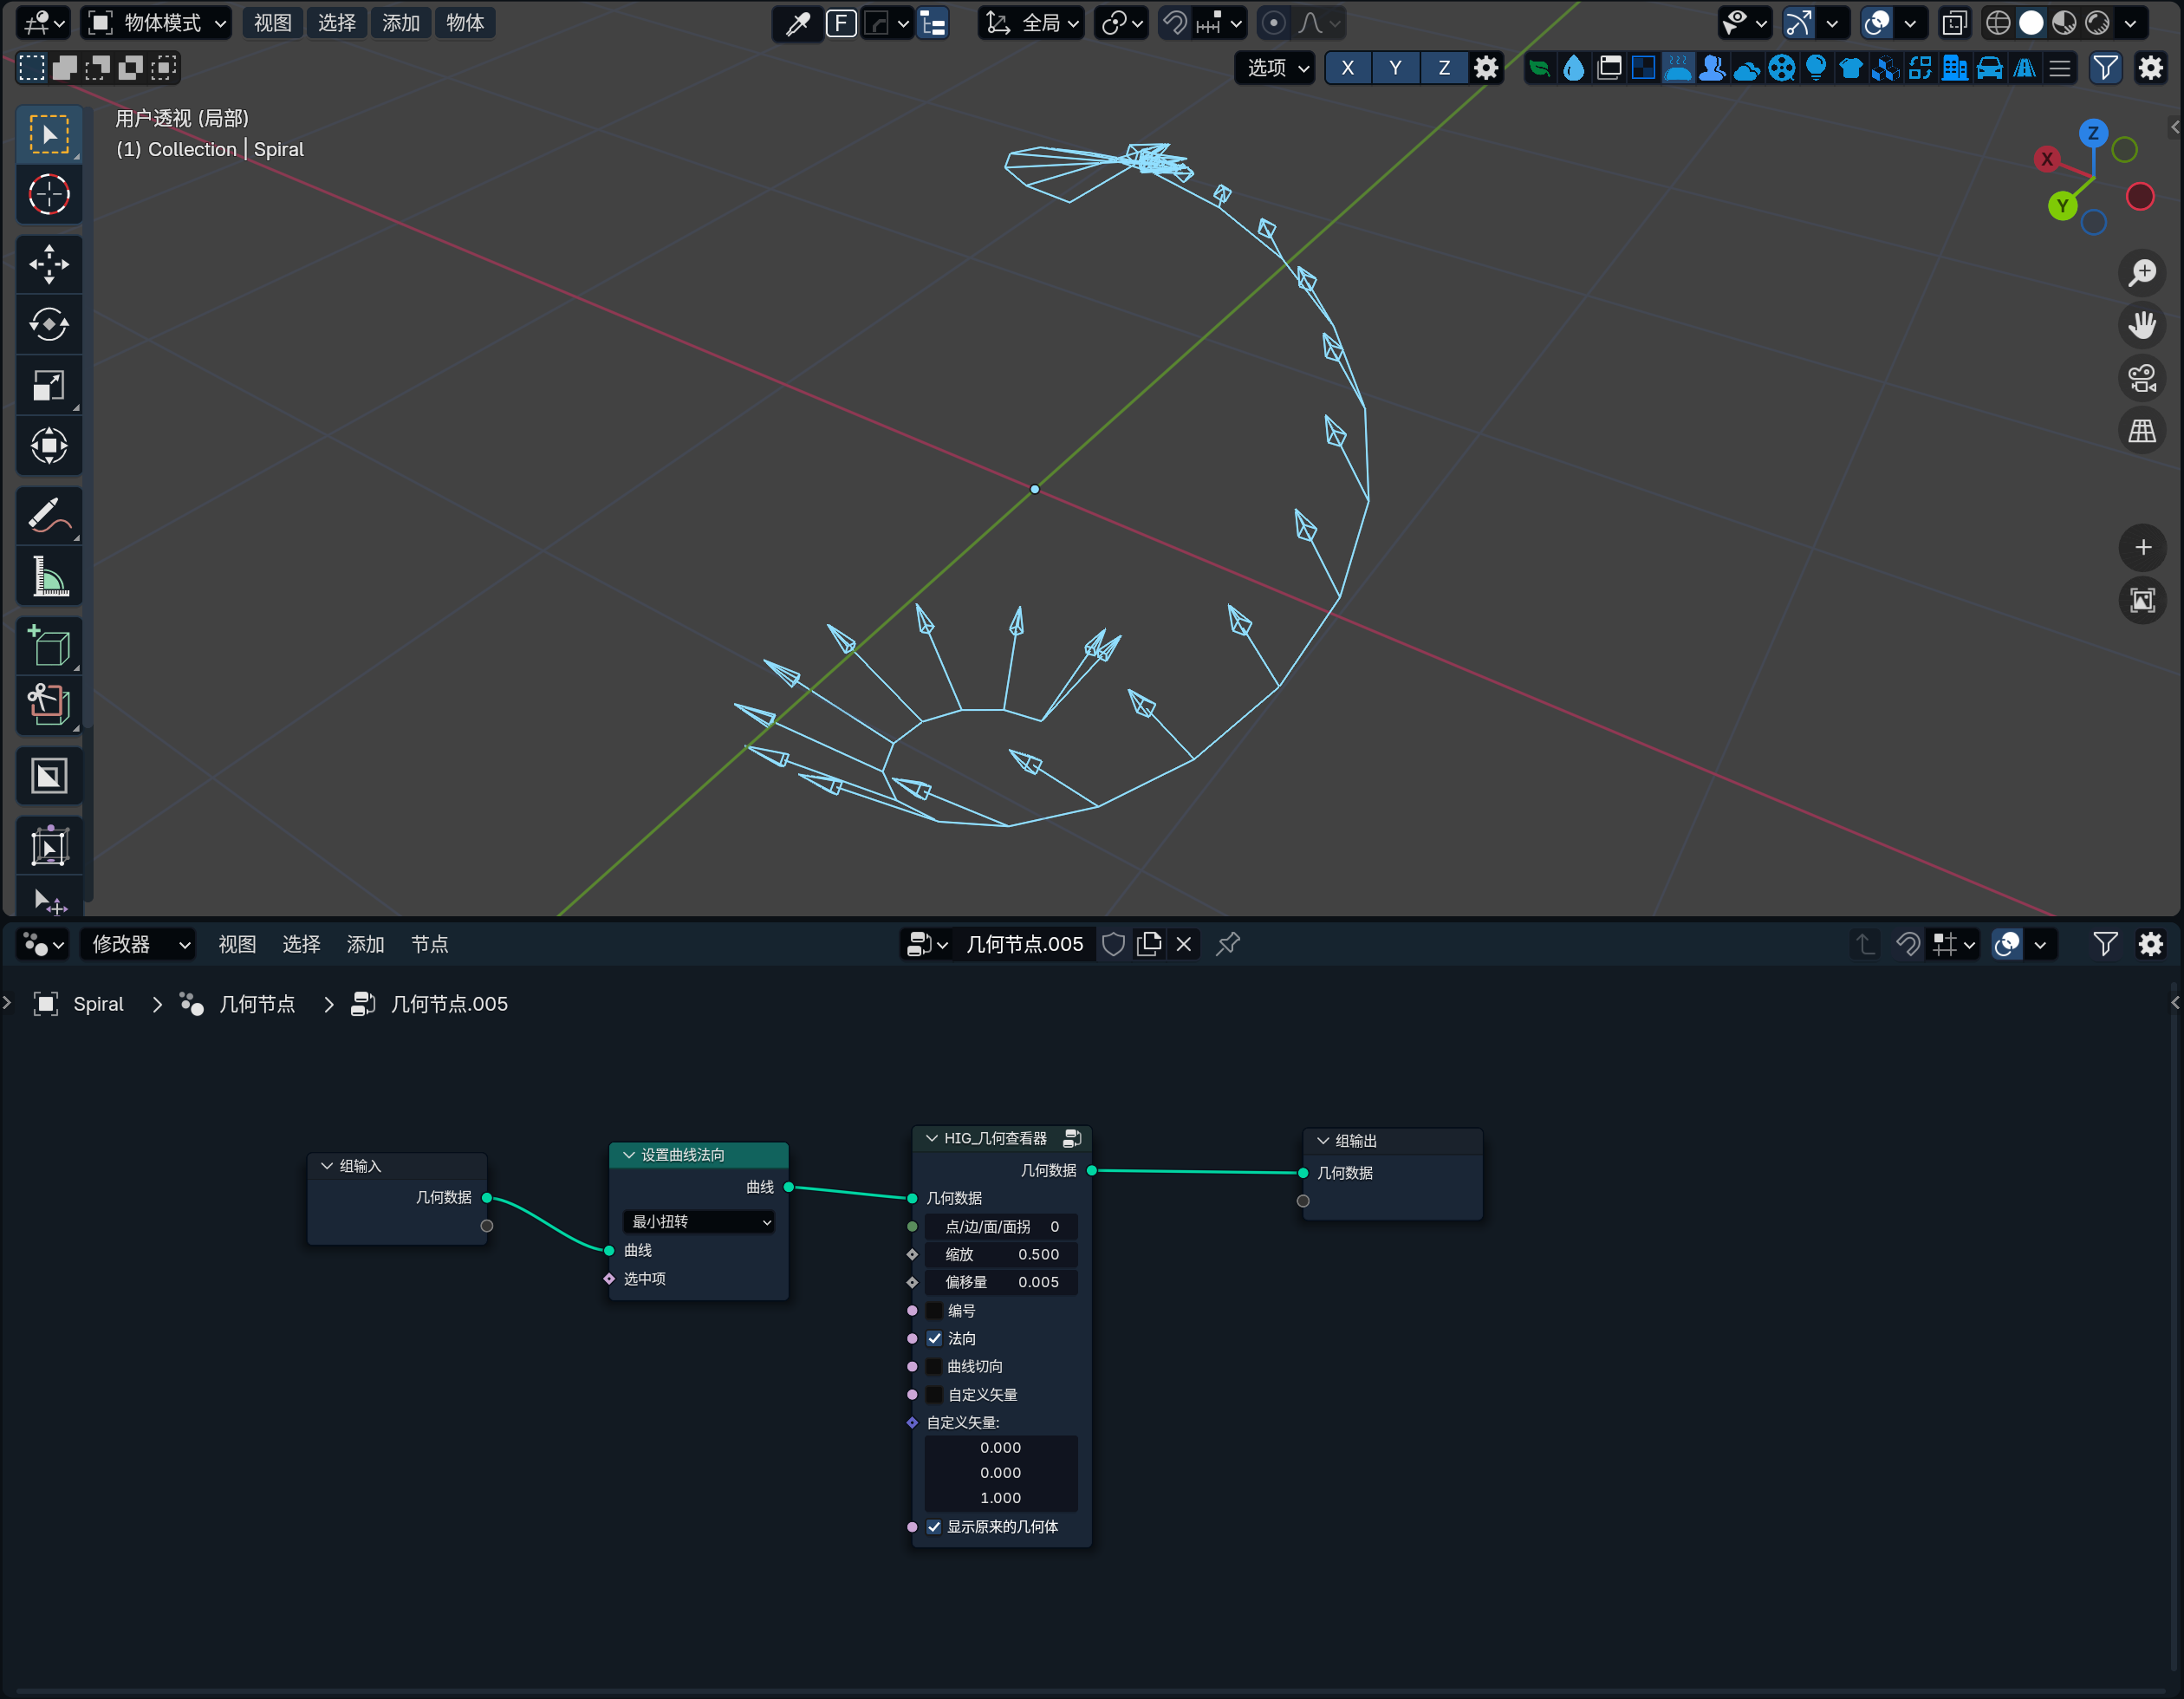 物体模式 视图 选择 添加 物体 F 全局
选项 X Y Z
用户透视 (局部)
(1) Collection | Spiral
Z
X
Y
修改器 视图 选择 添加 节点 几何节点.005
Spiral 几何节点 几何节点.005
组输入
几何数据
设置曲线法向
曲线
最小扭转
曲线
选中项
HIG_几何查看器
几何数据
几何数据
点/边/面/面拐 0
缩放 0.500
偏移量 0.005
编号
法向
曲线切向
自定义矢量
自定义矢量:
0.000
0.000
1.000
显示原来的几何体
组输出
几何数据